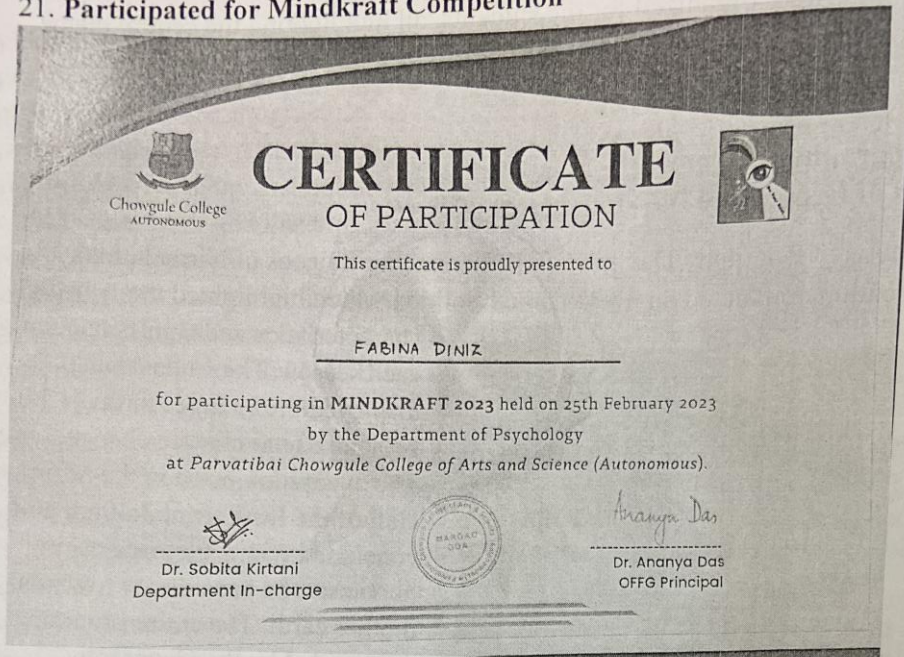 21. Participated for Mindkraft Competition
Chowgule College
AUTONOMOUS
CERTIFICATE
OF PARTICIPATION
This certificate is proudly presented to
FABINA DINIZ
for participating in MINDKRAFT 2023 held on 25th February 2023
by the Department of Psychology
at Parvatibai Chowgule College of Arts and Science (Autonomous).
MARGAO
GOA
Ananya Das
Dr. Sobita Kirtani
Department In-charge
Dr. Ananya Das
OFFG Principal